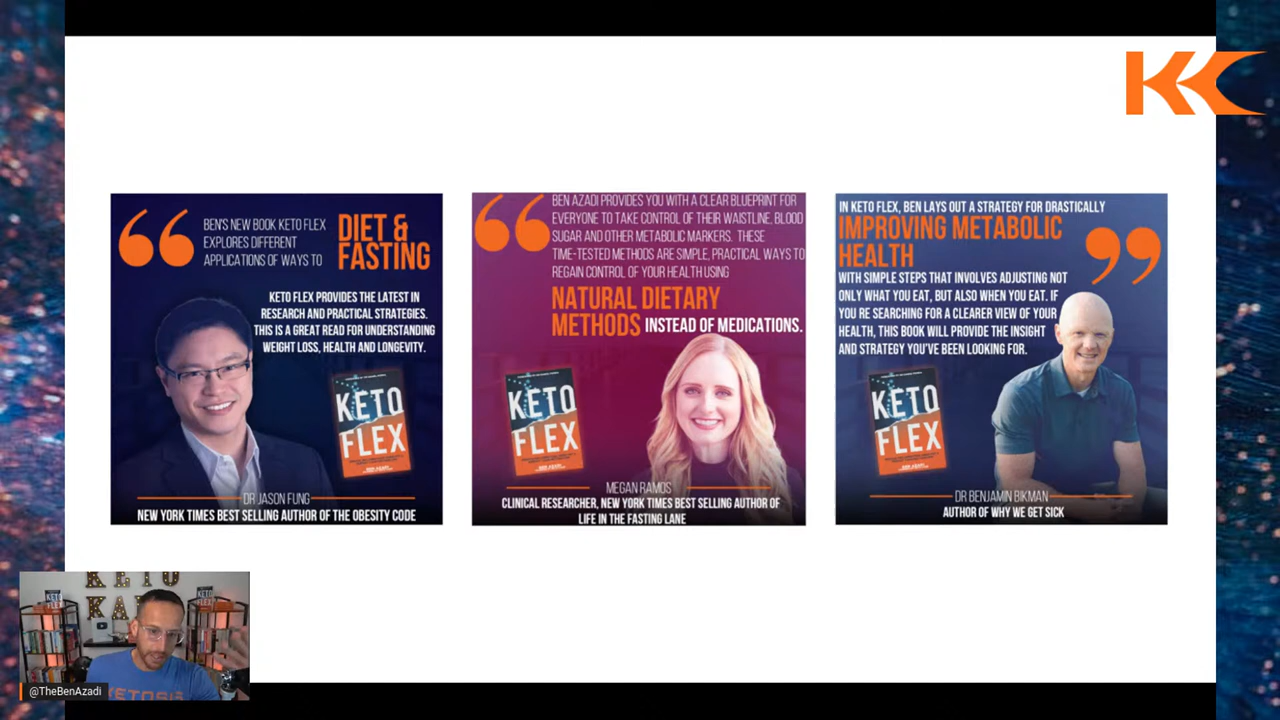 BEN'S NEW BOOK KETO FLEX
EXPLORES DIFFERENT
APPLICATIONS OF WAYS TO
DIET &
FASTING
KETO FLEX PROVIDES THE LATEST IN
RESEARCH AND PRACTICAL STRATEGIES.
THIS IS A GREAT READ FOR UNDERSTANDING
WEIGHT LOSS, HEALTH AND LONGEVITY.
KETO
FLEX
DR JASON FUNG
NEW YORK TIMES BEST SELLING AUTHOR OF THE OBESITY CODE
BEN AZADI PROVIDES YOU WITH A CLEAR BLUEPRINT FOR
EVERYONE TO TAKE CONTROL OF THEIR WAISTLINE, BLOOD
SUGAR AND OTHER METABOLIC MARKERS. THESE
TIME-TESTED METHODS ARE SIMPLE, PRACTICAL WAYS TO
REGAIN CONTROL OF YOUR HEALTH USING
NATURAL DIETARY
METHODS INSTEAD OF MEDICATIONS.
KETO
FLEX
MEGAN RAMOS
CLINICAL RESEARCHER, NEW YORK TIMES BEST SELLING AUTHOR OF
LIFE IN THE FASTING LANE
IN KETO FLEX, BEN LAYS OUT A STRATEGY FOR DRASTICALLY
IMPROVING METABOLIC
HEALTH
WITH SIMPLE STEPS THAT INVOLVES ADJUSTING NOT
ONLY WHAT YOU EAT, BUT ALSO WHEN YOU EAT. IF
YOU RE SEARCHING FOR A CLEARER VIEW OF YOUR
HEALTH, THIS BOOK WILL PROVIDE THE INSIGHT
AND STRATEGY YOU'VE BEEN LOOKING FOR.
KETO
FLEX
DR BENJAMIN BIKMAN
AUTHOR OF WHY WE GET SICK
KETO
KA
KETOSIS
@TheBenAzadi